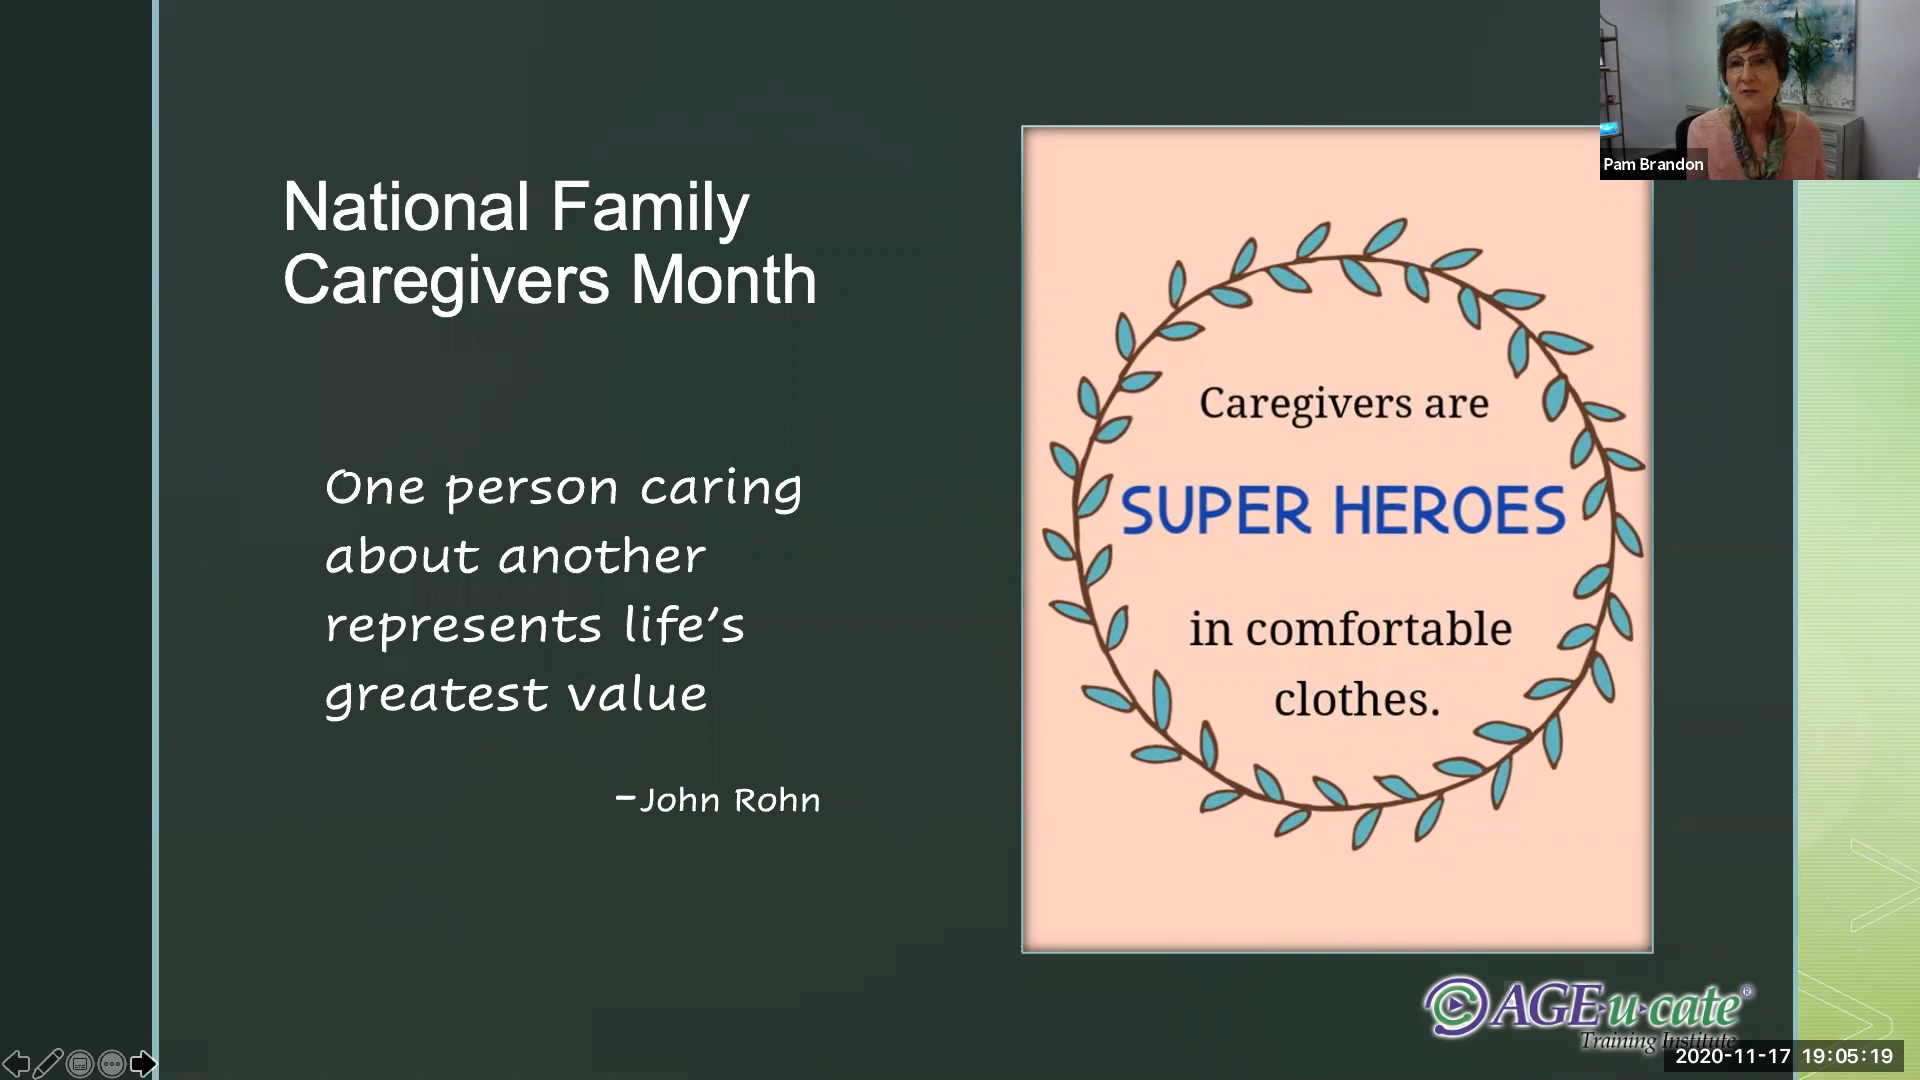 National Family
Caregivers Month
One person caring
about another
represents life's
greatest value
–John Rohn
Caregivers are
SUPER HEROES
in comfortable
clothes.
Pam Brandon
AGE-u-cate®
Training Institute
2020-11-17 19:05:19